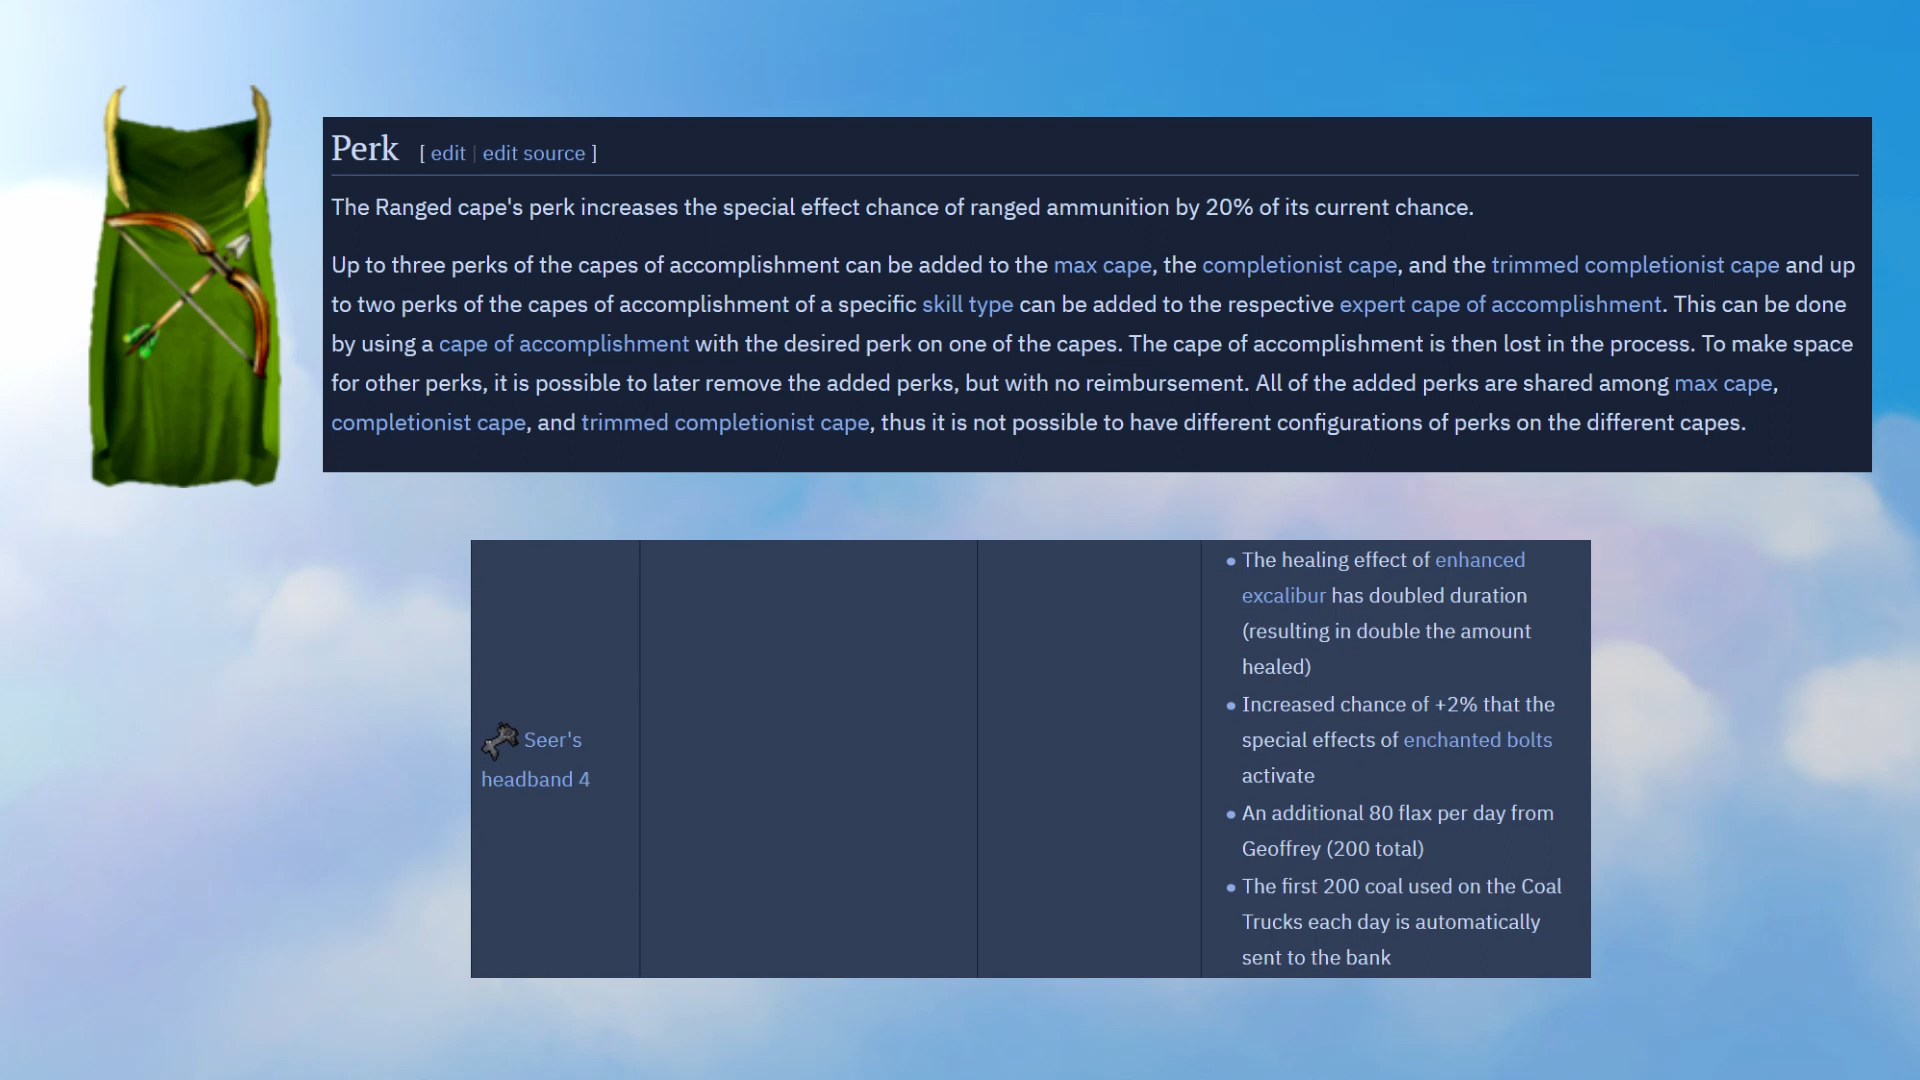 Perk [ edit | edit source ]
The Ranged cape's perk increases the special effect chance of ranged ammunition by 20% of its current chance.
Up to three perks of the capes of accomplishment can be added to the max cape, the completionist cape, and the trimmed completionist cape and up
to two perks of the capes of accomplishment of a specific skill type can be added to the respective expert cape of accomplishment. This can be done
by using a cape of accomplishment with the desired perk on one of the capes. The cape of accomplishment is then lost in the process. To make space
for other perks, it is possible to later remove the added perks, but with no reimbursement. All of the added perks are shared among max cape,
completionist cape, and trimmed completionist cape, thus it is not possible to have different configurations of perks on the different capes.
Seer's
headband 4
• The healing effect of enhanced
excalibur has doubled duration
(resulting in double the amount
healed)
• Increased chance of +2% that the
special effects of enchanted bolts
activate
• An additional 80 flax per day from
Geoffrey (200 total)
• The first 200 coal used on the Coal
Trucks each day is automatically
sent to the bank